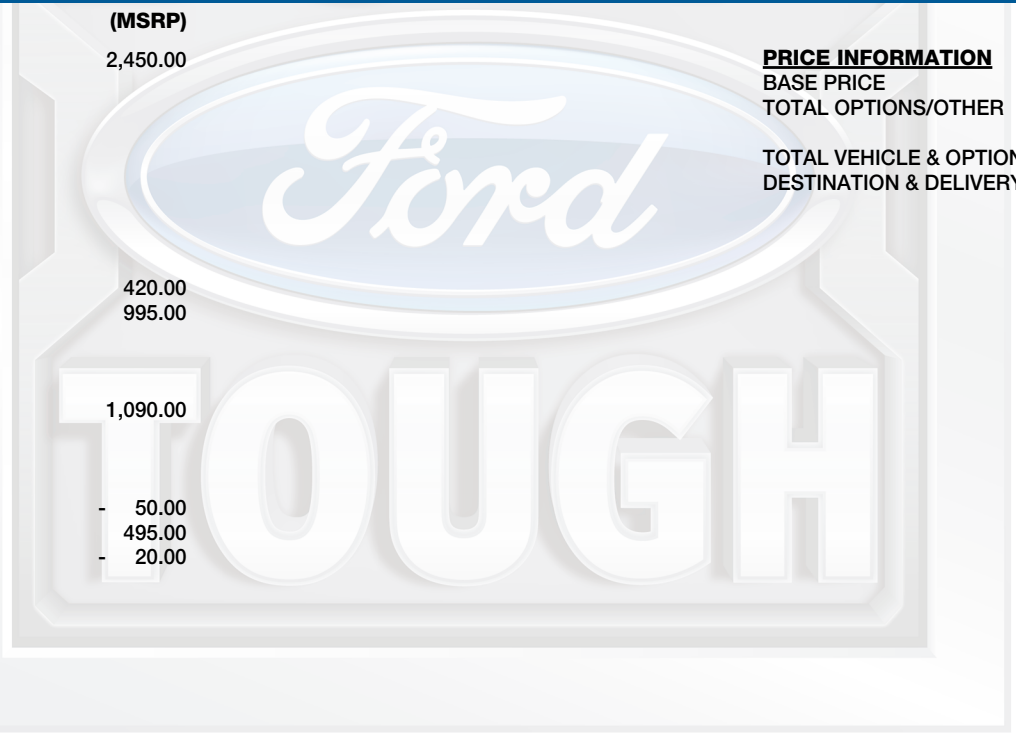 (MSRP)
2,450.00
420.00
995.00
1,090.00
- 50.00
495.00
- 20.00
PRICE INFORMATION
BASE PRICE
TOTAL OPTIONS/OTHER
TOTAL VEHICLE & OPTION
DESTINATION & DELIVERY
Ford
TOUGH